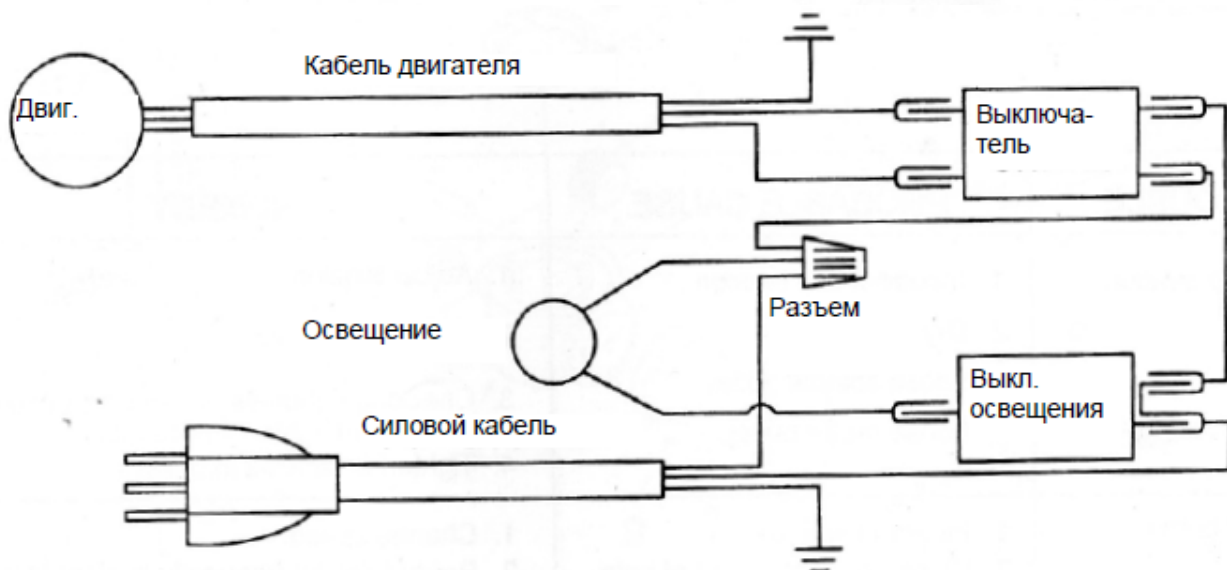 Кабель двигателя
Двиг.
Выключа-
тель
Разъем
Освещение
Выкл.
освещения
Силовой кабель